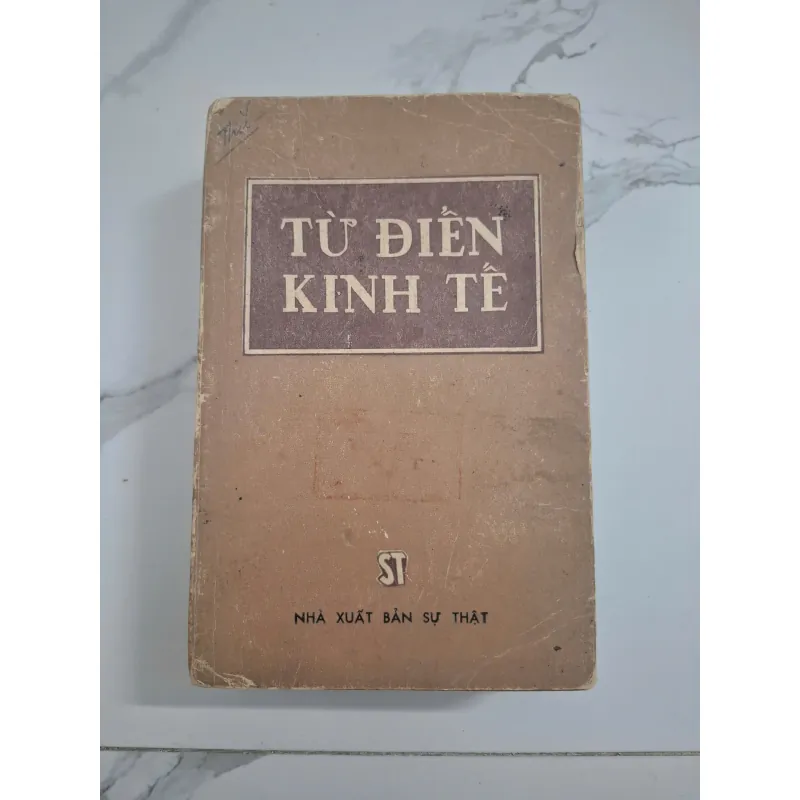 TỪ ĐIỂN
KINH TẾ
ST
NHÀ XUẤT BẢN SỰ THẬT